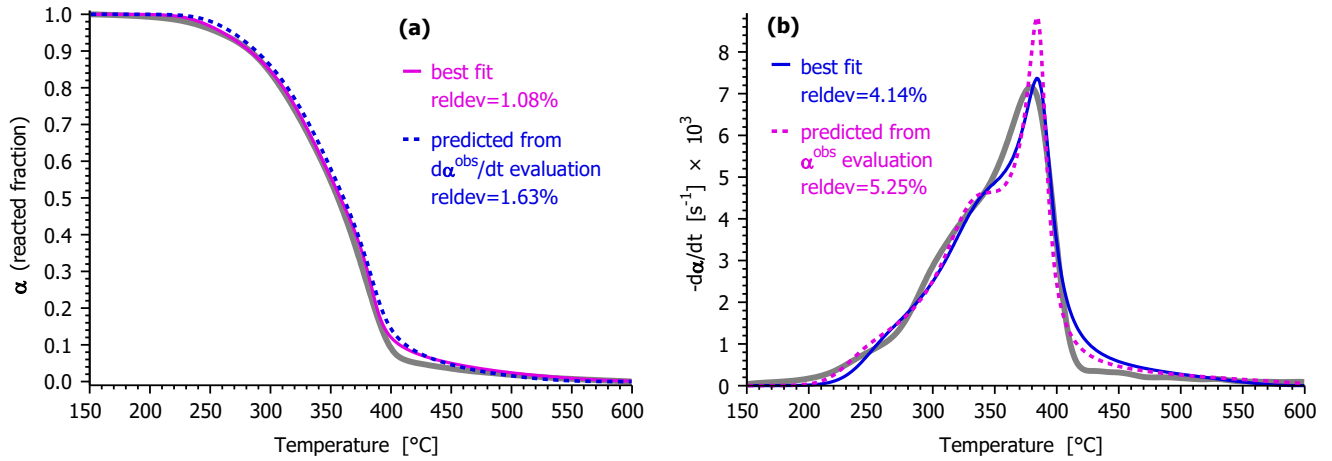 (a)
1.0
0.9
0.8
0.7
0.6
0.5
0.4
0.3
0.2
0.1
0.0
α (reacted fraction)
best fit
reldev=1.08%
predicted from
dα^obs/dt evaluation
reldev=1.63%
150 200 250 300 350 400 450 500 550 600
Temperature [°C]
(b)
8
7
6
5
4
3
2
1
0
-dα/dt [s⁻¹] × 10³
best fit
reldev=4.14%
predicted from
α^obs evaluation
reldev=5.25%
150 200 250 300 350 400 450 500 550 600
Temperature [°C]